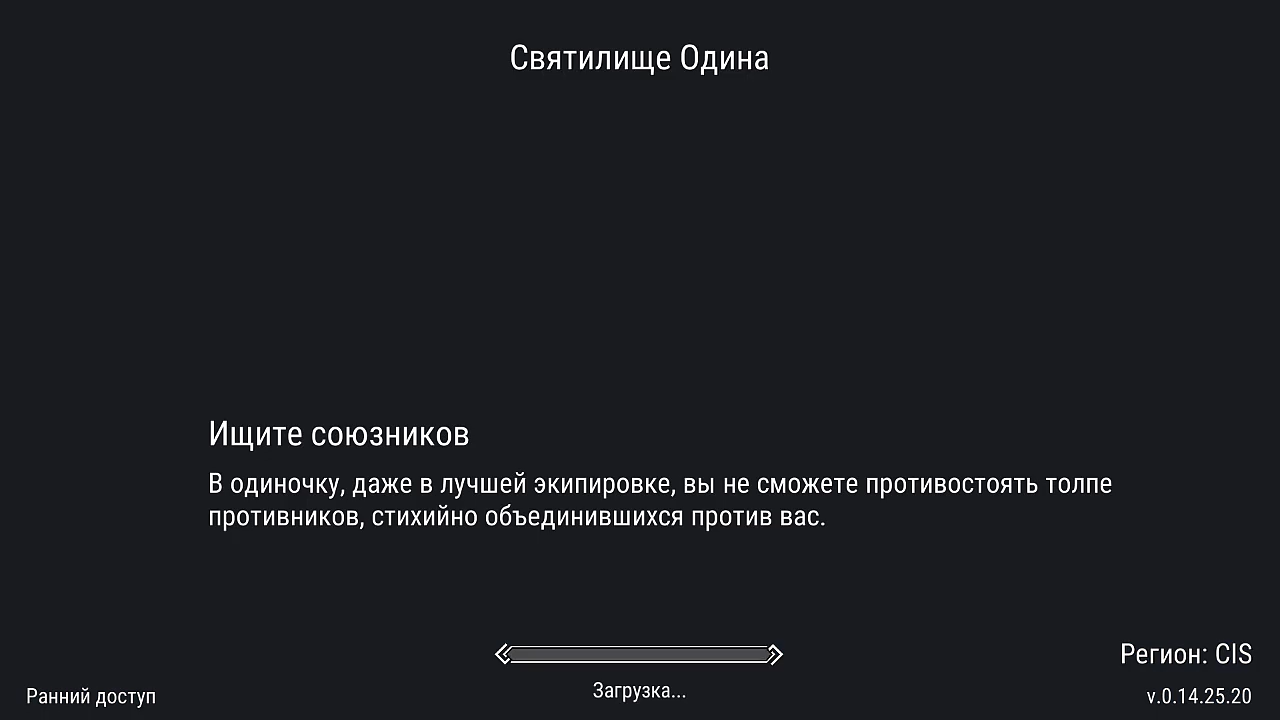 Святилище Одина
Ищите союзников
В одиночку, даже в лучшей экипировке, вы не сможете противостоять толпе
противников, стихийно объединившихся против вас.
Регион: CIS
Загрузка...
Ранний доступ
v.0.14.25.20